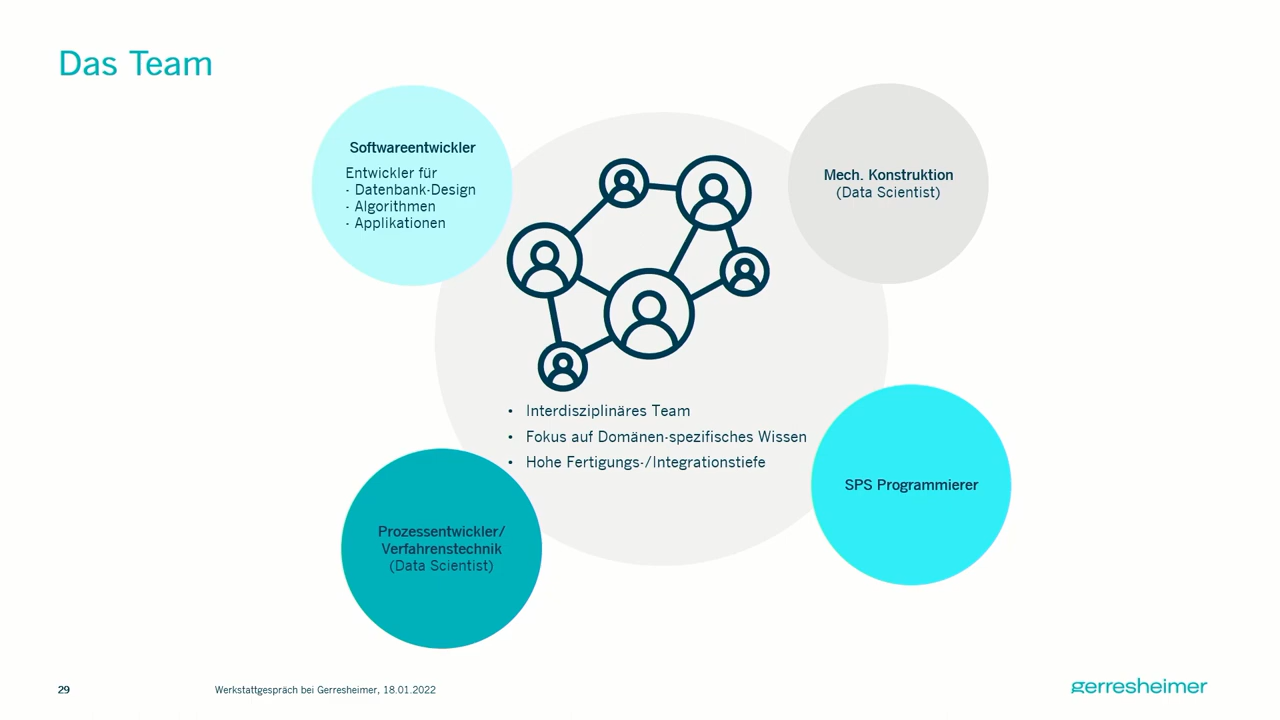 Das Team
Softwareentwickler
Entwickler für
- Datenbank-Design
- Algorithmen
- Applikationen
Mech. Konstruktion
(Data Scientist)
• Interdisziplinäres Team
• Fokus auf Domänen-spezifisches Wissen
• Hohe Fertigungs-/Integrationstiefe
SPS Programmierer
Prozessentwickler/
Verfahrenstechnik
(Data Scientist)
29
Werkstattgespräch bei Gerresheimer, 18.01.2022
gerresheimer